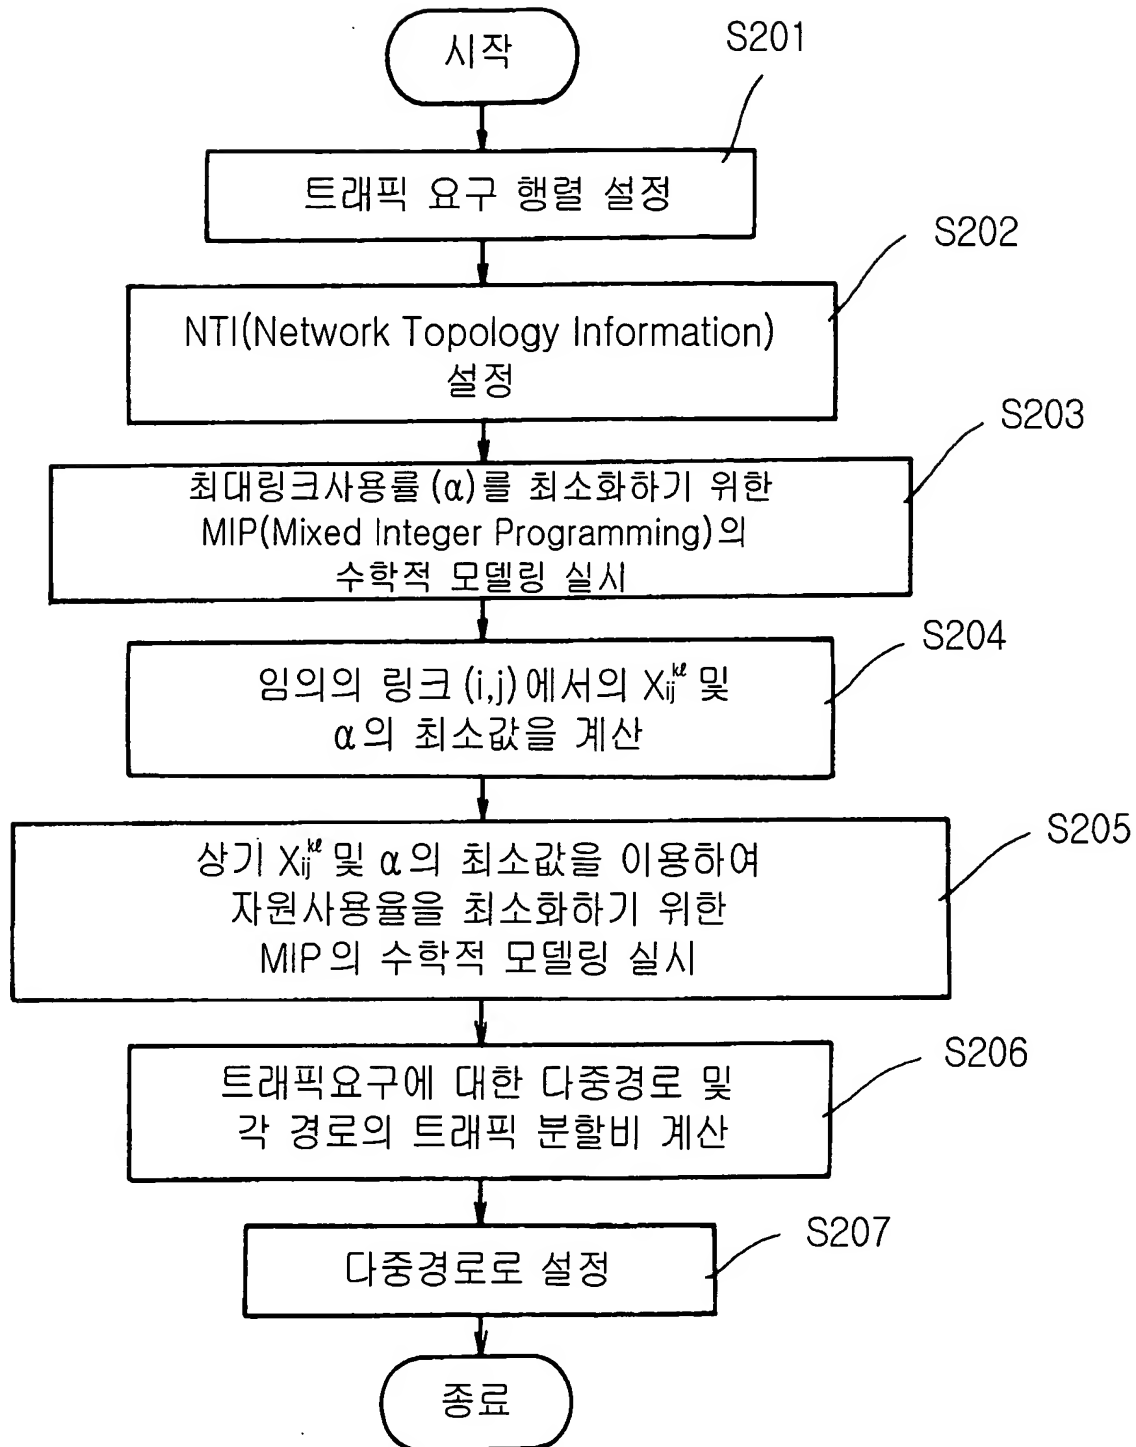 시작
S201
트래픽 요구 행렬 설정
S202
NTI(Network Topology Information)
설정
S203
최대링크사용률(α)를 최소화하기 위한
MIP(Mixed Integer Programming)의
수학적 모델링 실시
S204
임의의 링크(i,j)에서의 X_{ij}^{kℓ} 및
α의 최소값을 계산
S205
상기 X_{ij}^{kℓ} 및 α의 최소값을 이용하여
자원사용율을 최소화하기 위한
MIP의 수학적 모델링 실시
S206
트래픽요구에 대한 다중경로 및
각 경로의 트래픽 분할비 계산
S207
다중경로로 설정
종료